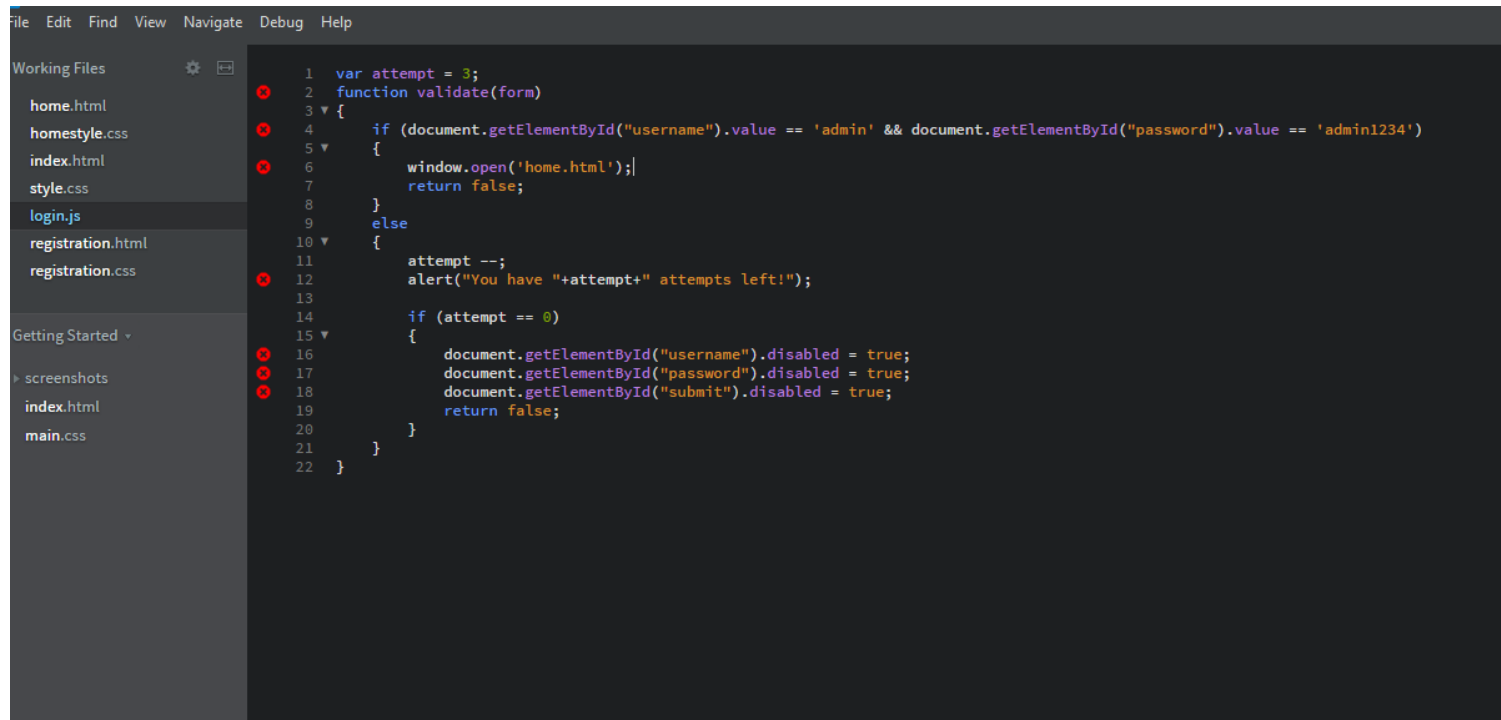 File Edit Find View Navigate Debug Help
Working Files
home.html
homestyle.css
index.html
style.css
login.js
registration.html
registration.css
Getting Started
screenshots
index.html
main.css
1 var attempt = 3;
2 function validate(form)
3 {
4 if (document.getElementById("username").value == 'admin' && document.getElementById("password").value == 'admin1234')
5 {
6 window.open('home.html');
7 return false;
8 }
9 else
10 {
11 attempt --;
12 alert("You have "+attempt+" attempts left!");
13
14 if (attempt == 0)
15 {
16 document.getElementById("username").disabled = true;
17 document.getElementById("password").disabled = true;
18 document.getElementById("submit").disabled = true;
19 return false;
20 }
21 }
22 }